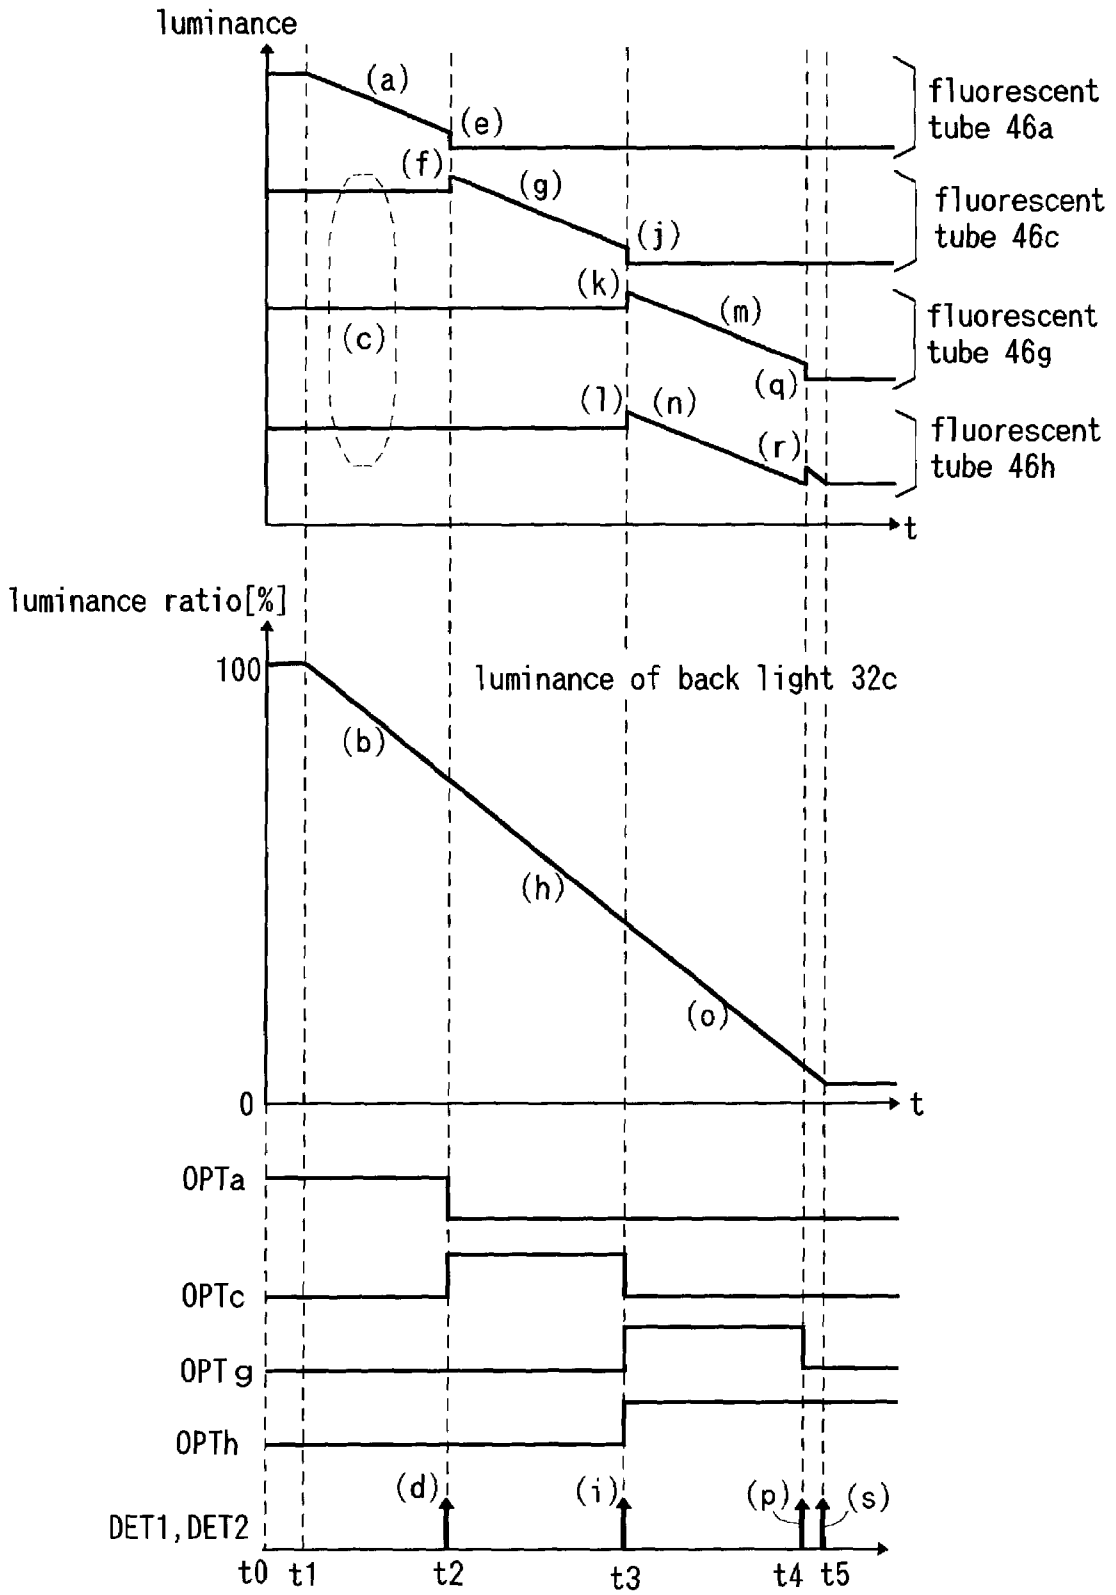 luminance
(a)
fluorescent
tube 46a
(e)
(f)
(g)
fluorescent
tube 46c
(j)
(k)
(c)
(m)
fluorescent
tube 46g
(q)
(l)
(n)
(r)
fluorescent
tube 46h
t
luminance ratio[%]
100
luminance of back light 32c
(b)
(h)
(o)
0
t
OPTa
OPTc
OPTg
OPTh
(d)
(i)
(p)
(s)
DET1,DET2
t0 t1 t2 t3 t4 t5